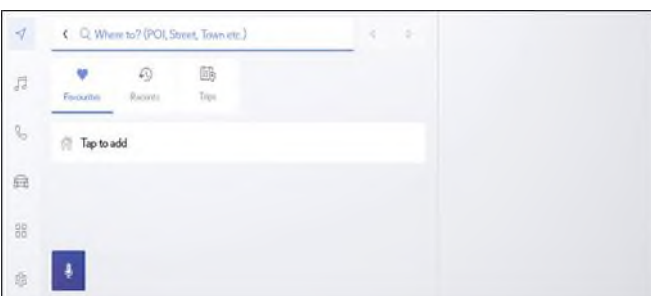 Where to? (POI, Street, Town etc.)
Favourites
Recents
Trips
Tap to add